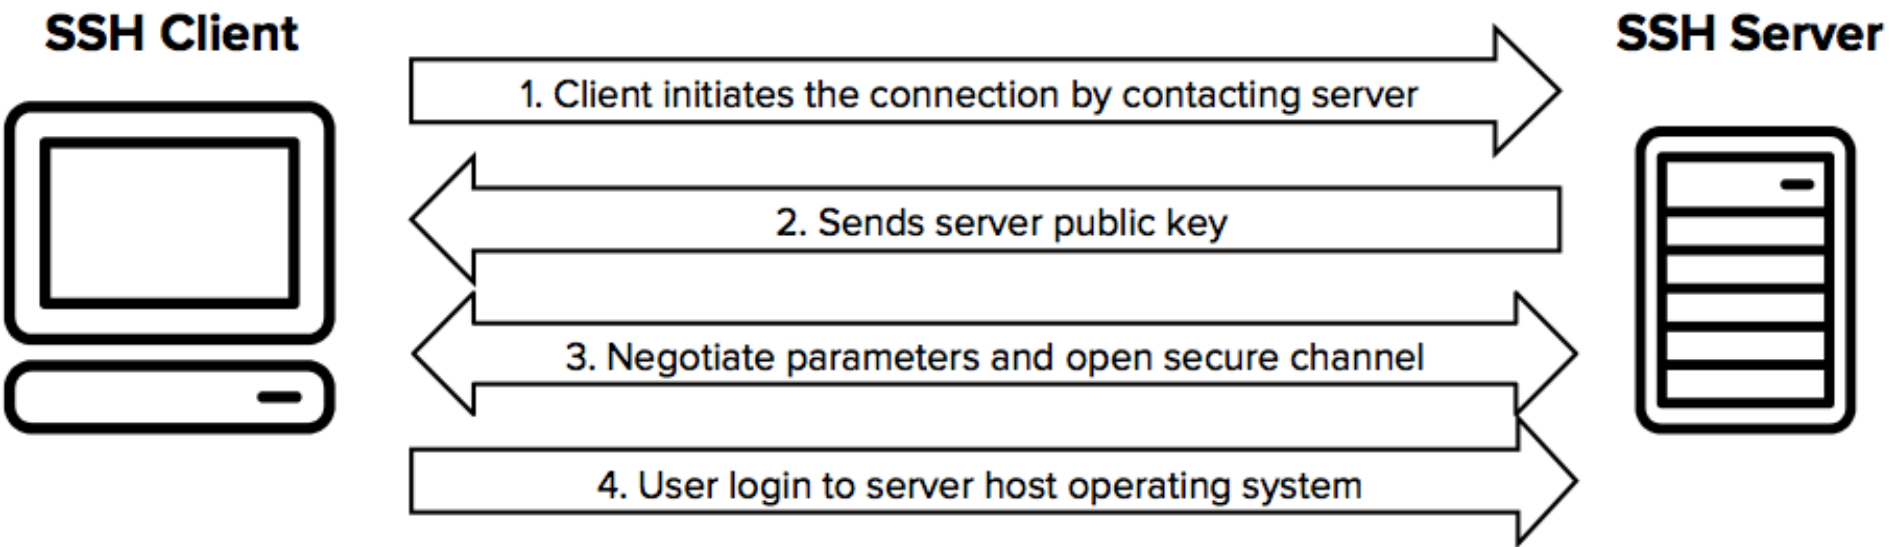 SSH Client
SSH Server
1. Client initiates the connection by contacting server
2. Sends server public key
3. Negotiate parameters and open secure channel
4. User login to server host operating system